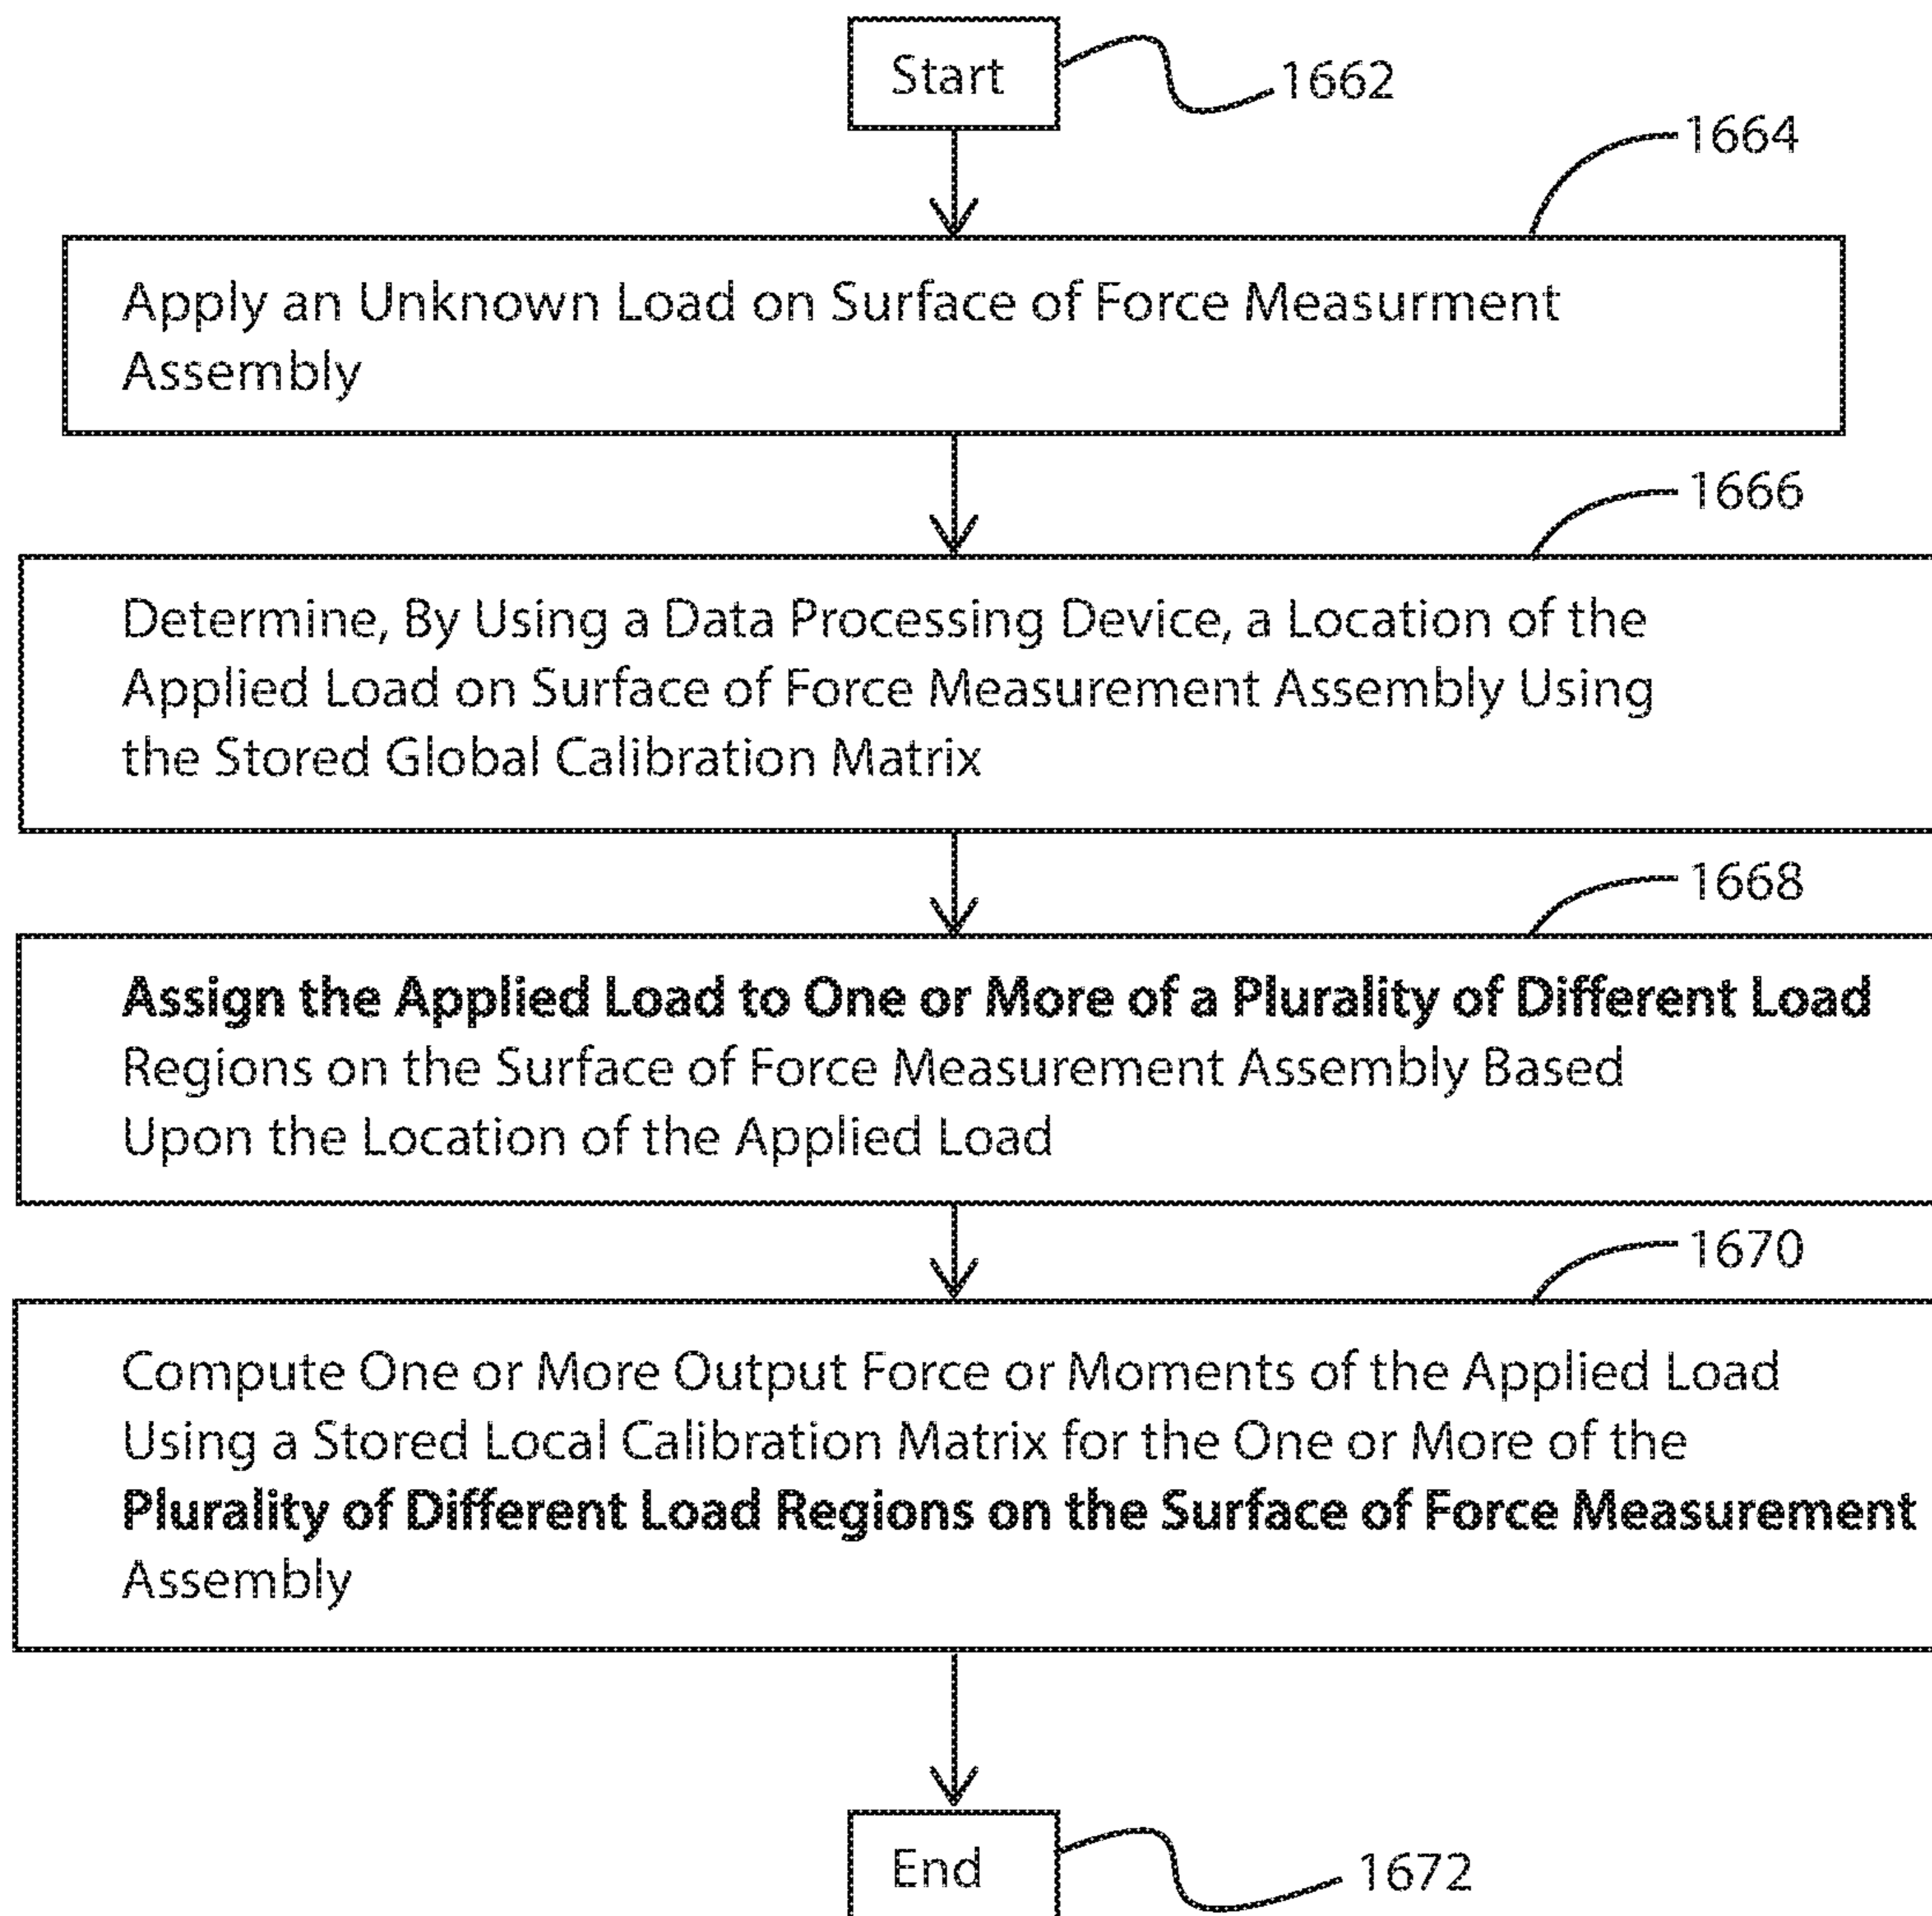 Start
1662
1664
Apply an Unknown Load on Surface of Force Measurment
Assembly
1666
Determine, By Using a Data Processing Device, a Location of the
Applied Load on Surface of Force Measurement Assembly Using
the Stored Global Calibration Matrix
1668
Assign the Applied Load to One or More of a Plurality of Different Load
Regions on the Surface of Force Measurement Assembly Based
Upon the Location of the Applied Load
1670
Compute One or More Output Force or Moments of the Applied Load
Using a Stored Local Calibration Matrix for the One or More of the
Plurality of Different Load Regions on the Surface of Force Measurement
Assembly
End
1672